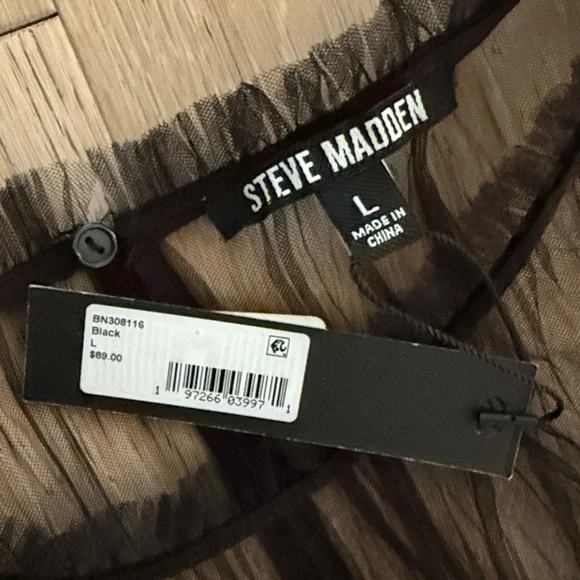 STEVE MADDEN
L
MADE IN
CHINA
BN308116
Black
L
$89.00
1 97266 03997 1